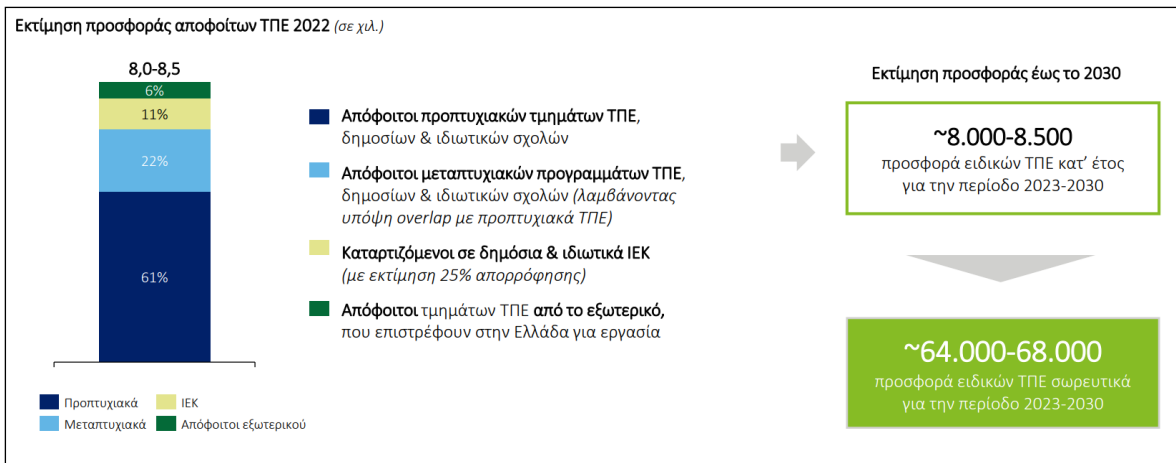 Εκτίμηση προσφοράς αποφοίτων ΤΠΕ 2022 (σε χιλ.)
8,0-8,5
6%
11%
22%
61%
Προπτυχιακά
ΙΕΚ
Μεταπτυχιακά
Απόφοιτοι εξωτερικού
Απόφοιτοι προπτυχιακών τμημάτων ΤΠΕ,
δημοσίων & ιδιωτικών σχολών
Απόφοιτοι μεταπτυχιακών προγραμμάτων ΤΠΕ,
δημοσίων & ιδιωτικών σχολών (λαμβάνοντας
υπόψη overlap με προπτυχιακά ΤΠΕ)
Καταρτιζόμενοι σε δημόσια & ιδιωτικά ΙΕΚ
(με εκτίμηση 25% απορρόφησης)
Απόφοιτοι τμημάτων ΤΠΕ από το εξωτερικό,
που επιστρέφουν στην Ελλάδα για εργασία
Εκτίμηση προσφοράς έως το 2030
~8.000-8.500
προσφορά ειδικών ΤΠΕ κατ’ έτος
για την περίοδο 2023-2030
~64.000-68.000
προσφορά ειδικών ΤΠΕ σωρευτικά
για την περίοδο 2023-2030